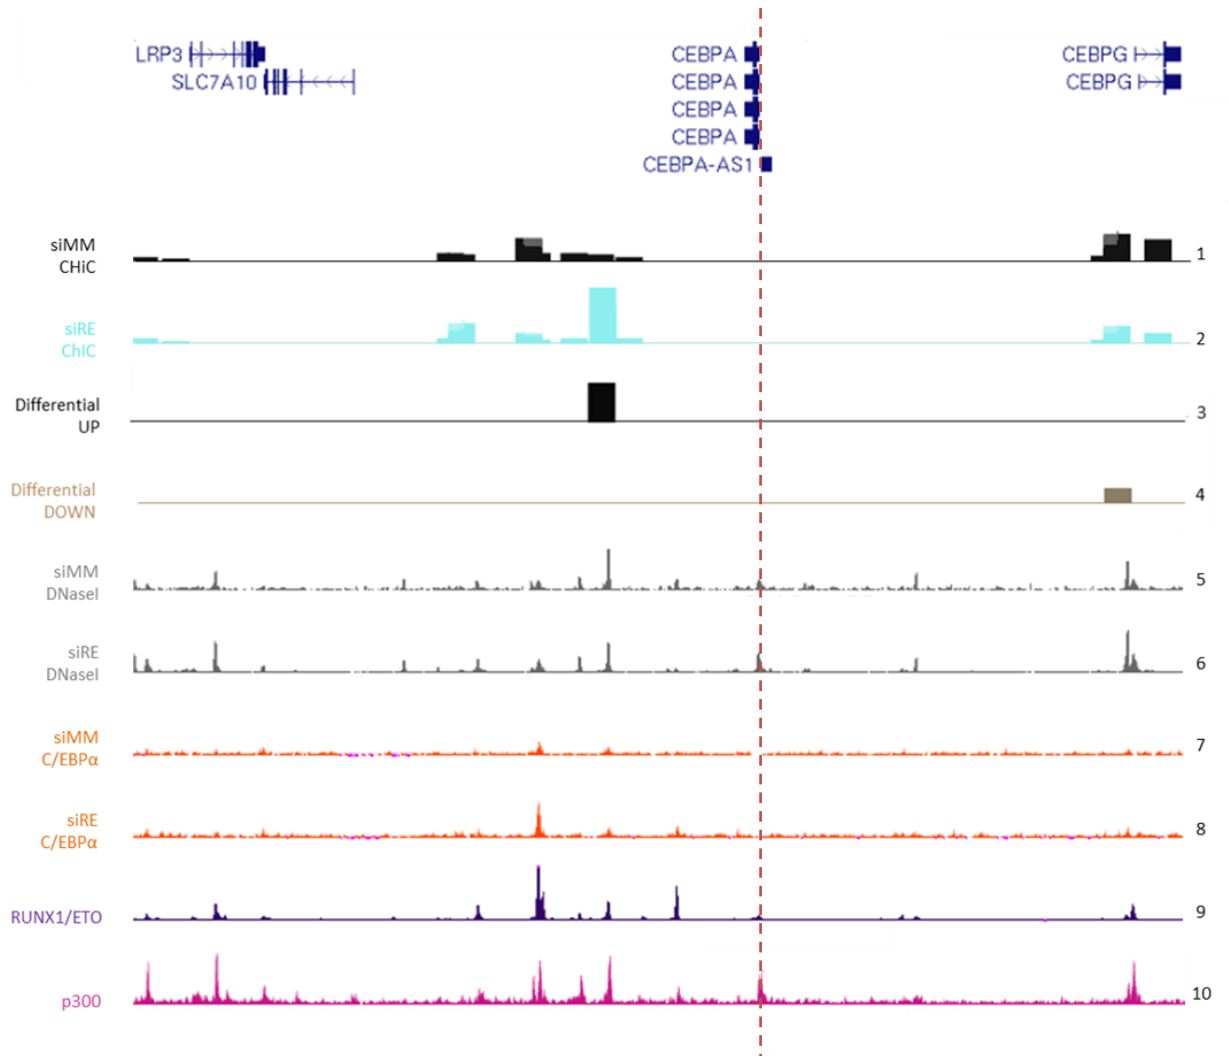 LRP3
CEBPA
CEBPG
SLC7A10
CEBPA
CEBPG
CEBPA
CEBPA
CEBPA-AS1
siMM
CHiC
1
siRE
ChIC
2
Differential
UP
3
Differential
DOWN
4
siMM
DNaseI
5
siRE
DNaseI
6
siMM
C/EBPα
7
siRE
C/EBPα
8
RUNX1/ETO
9
p300
10